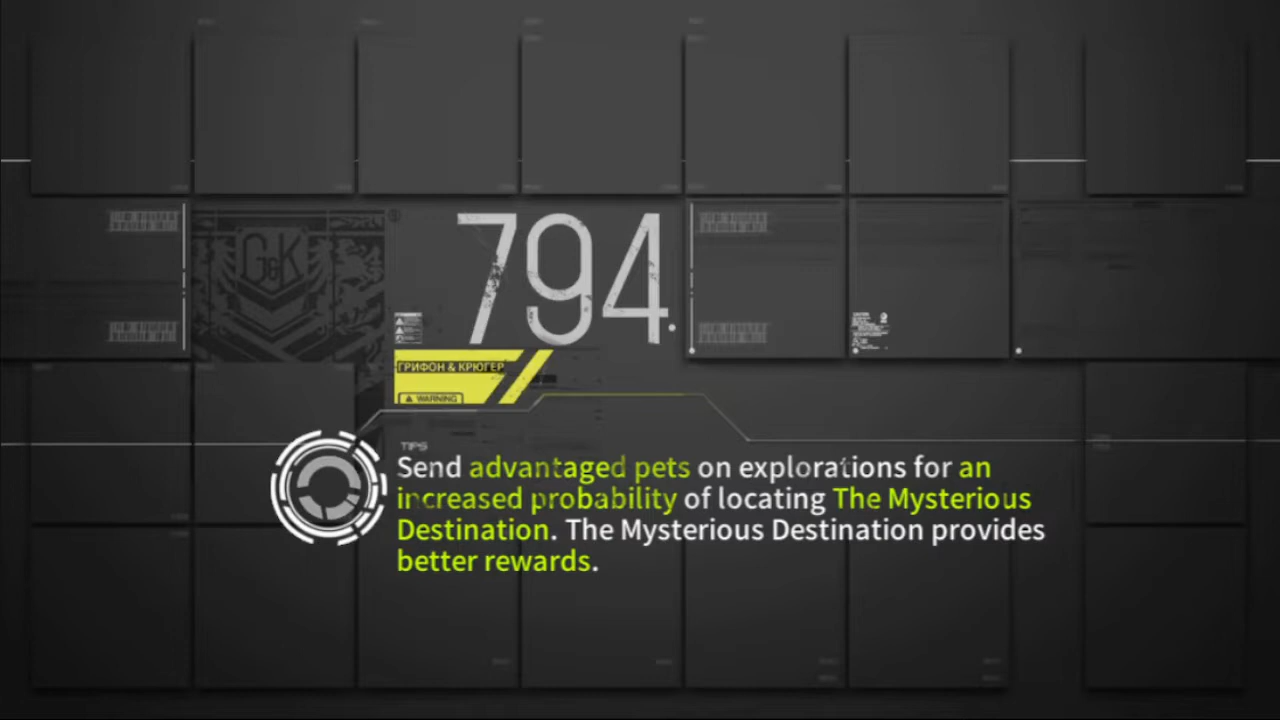 G&K
794.
ГРИФОН & КРЮГЕР
WARNING
TIPS
Send advantaged pets on explorations for an
increased probability of locating The Mysterious
Destination. The Mysterious Destination provides
better rewards.